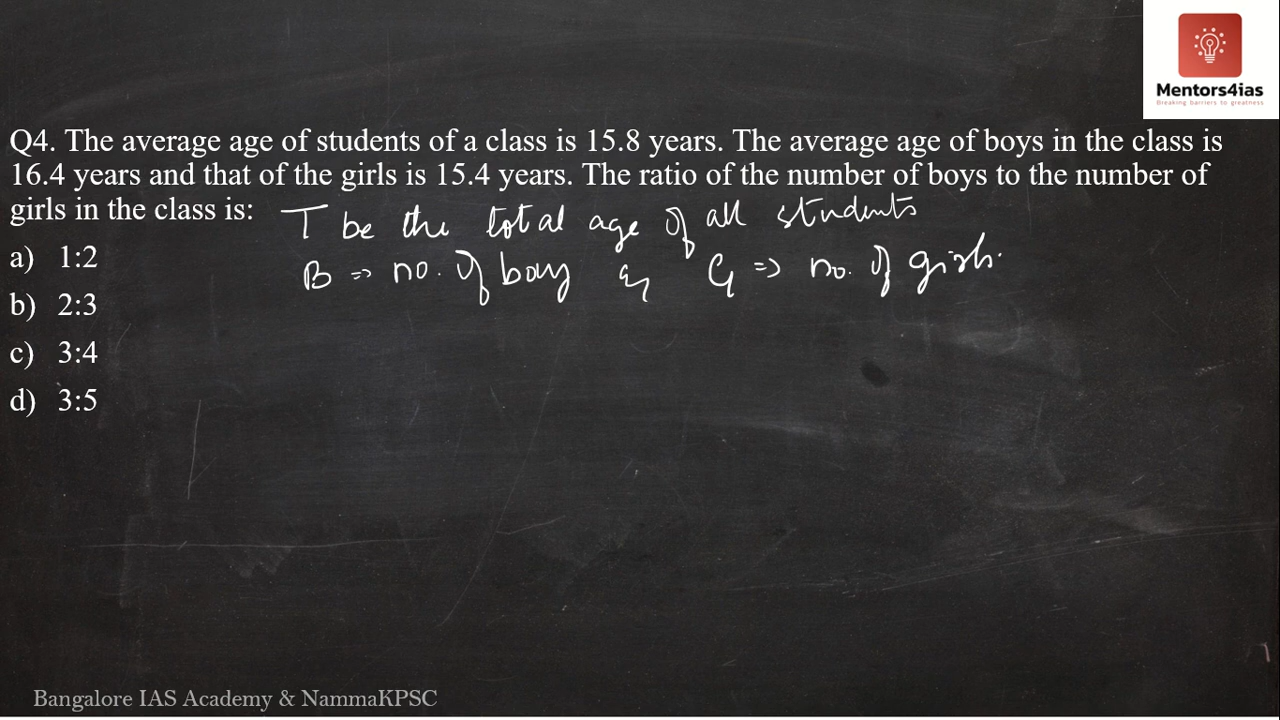 Mentors4ias
Breaking barriers to greatness
Q4. The average age of students of a class is 15.8 years. The average age of boys in the class is
16.4 years and that of the girls is 15.4 years. The ratio of the number of boys to the number of
girls in the class is:
T be the total age of all students
B => no. of boys & G => no. of girls.
a) 1:2
b) 2:3
c) 3:4
d) 3:5
Bangalore IAS Academy & NammaKPSC